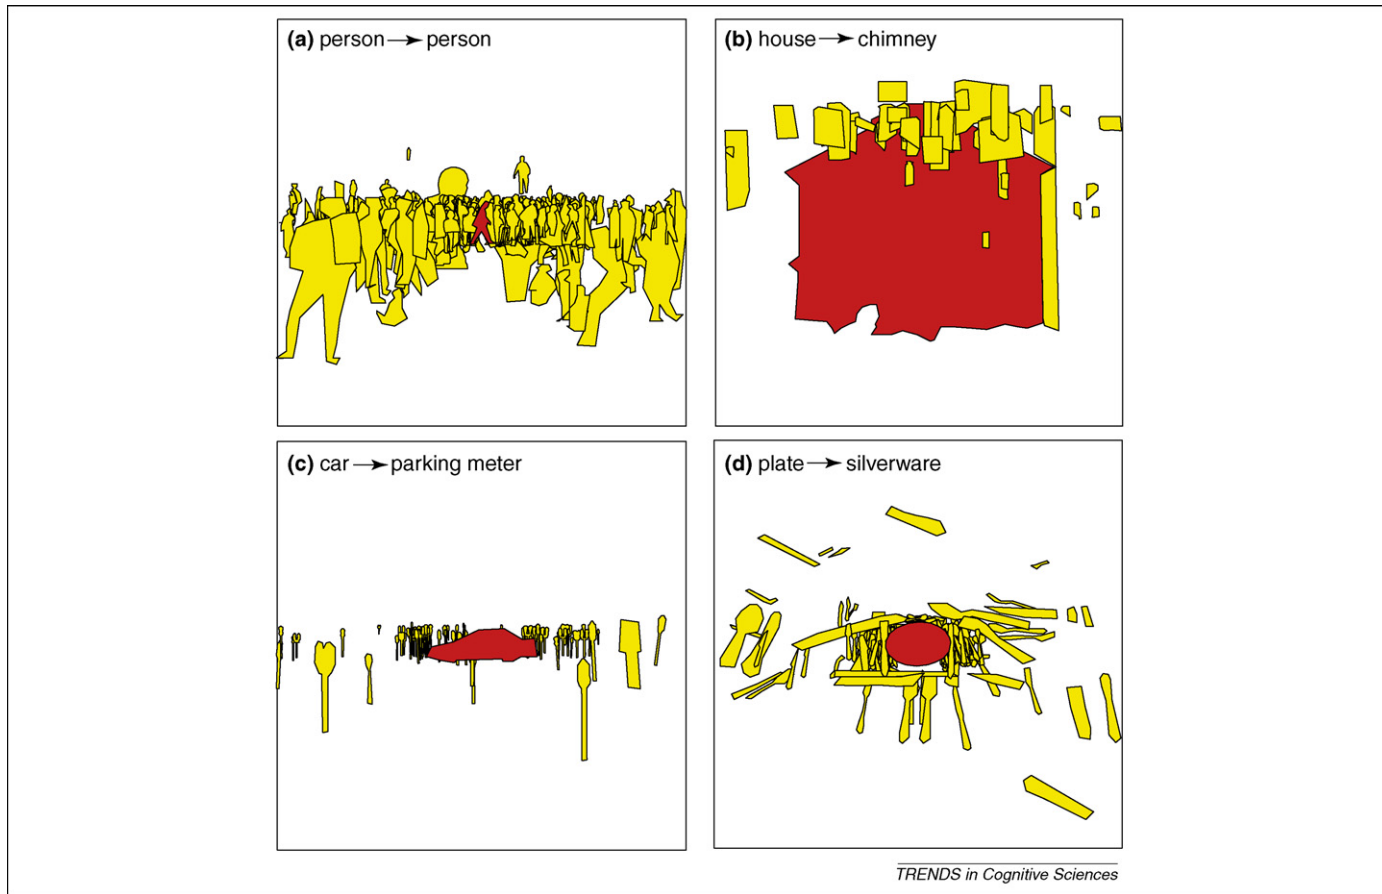 (a) person → person
(b) house → chimney
(c) car → parking meter
(d) plate → silverware
TRENDS in Cognitive Sciences